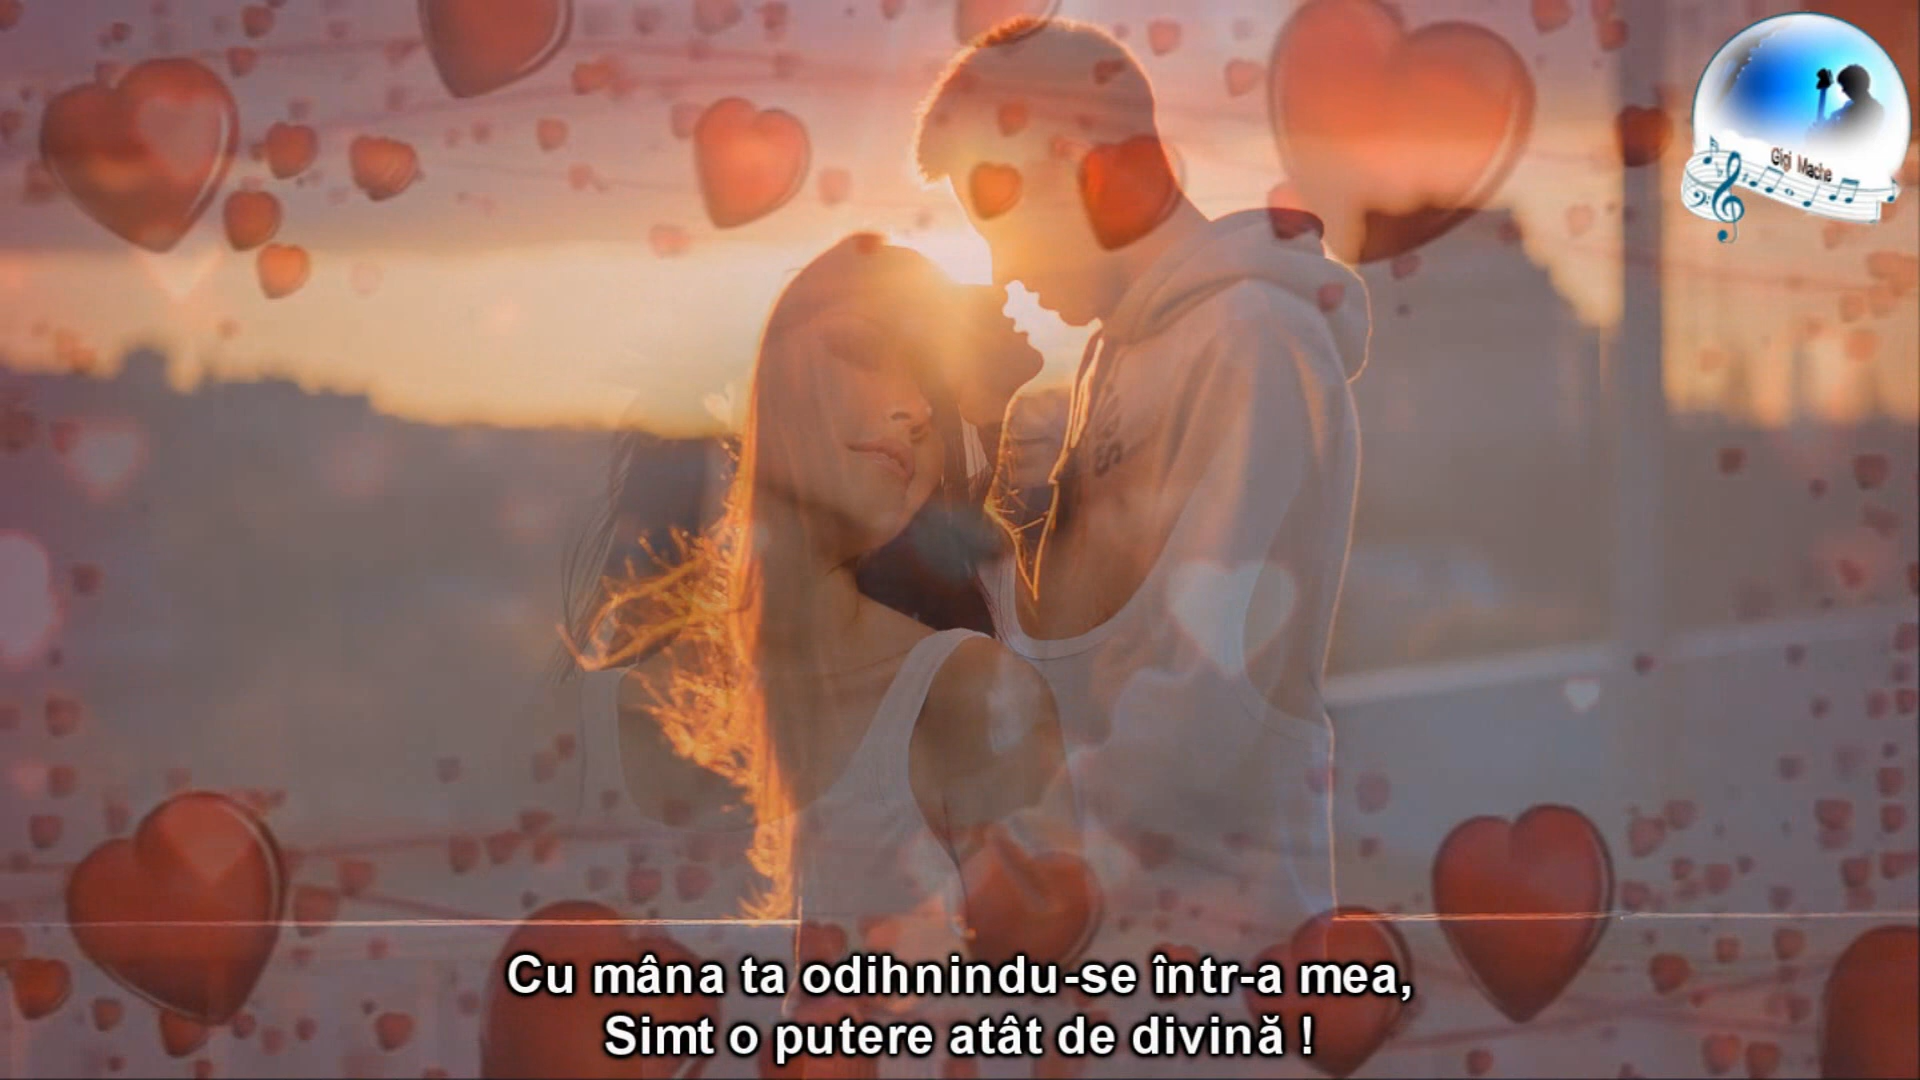 Gigi Mache
Cu mâna ta odihnindu-se într-a mea,
Simt o putere atât de divină !